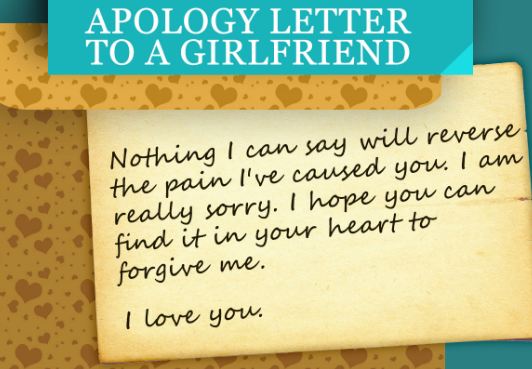 APOLOGY LETTER
TO A GIRLFRIEND
Nothing I can say will reverse
the pain I've caused you. I am
really sorry. I hope you can
find it in your heart to
forgive me.
I love you.